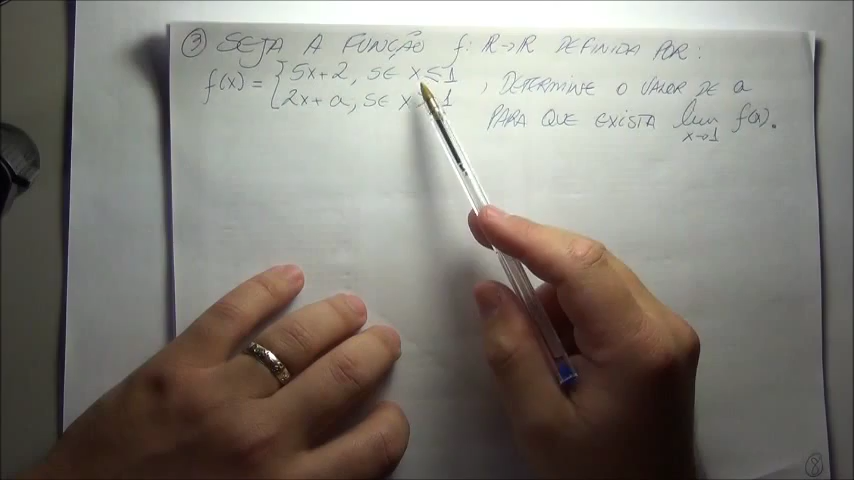 ③ SEJA A FUNÇÃO f: R→R DEFINIDA POR:
f(x) = { 5x+2, SE x≤1
2x+a, SE x > 1
, DETERMINE O VALOR DE a
PARA QUE EXISTA lim x→1 f(x).
8